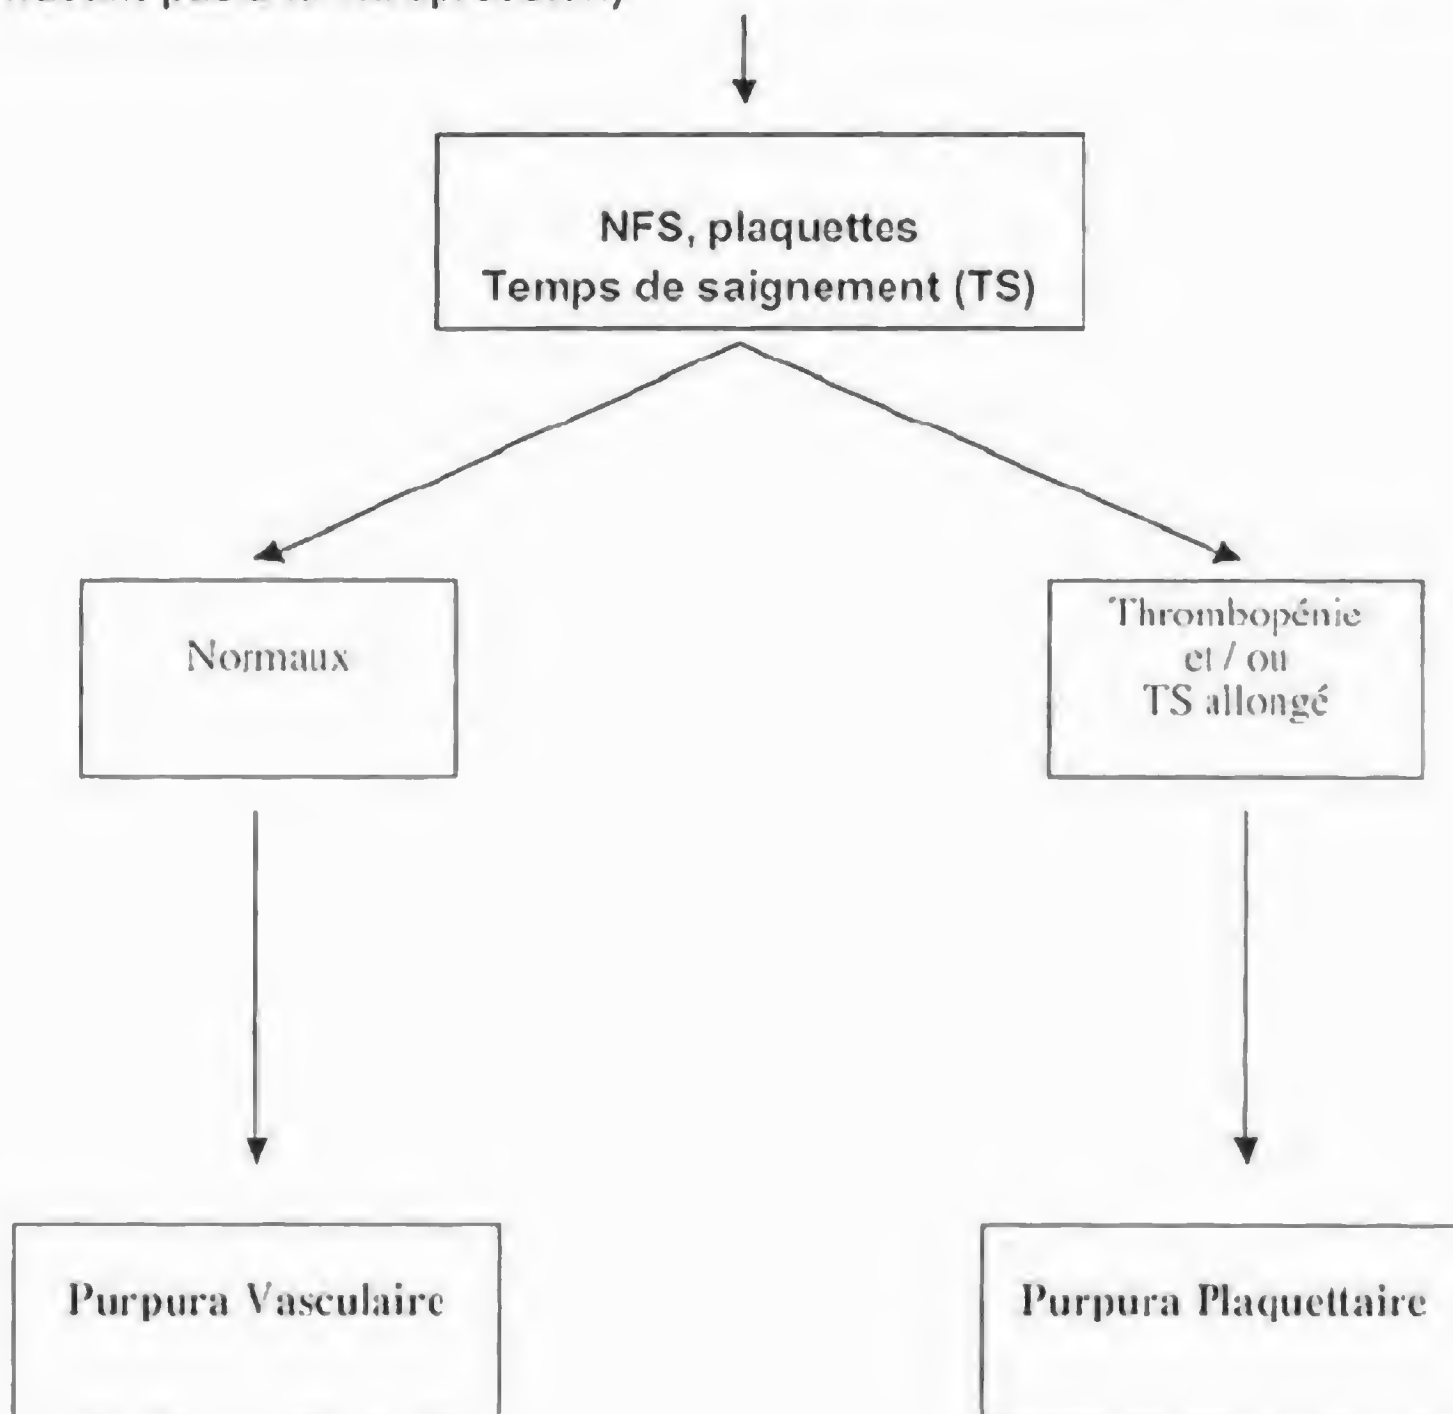 NFS, plaquettes
Temps de saignement (TS)
Normaux
Thrombopénie
et / ou
TS allongé
Purpura Vasculaire
Purpura Plaquettaire